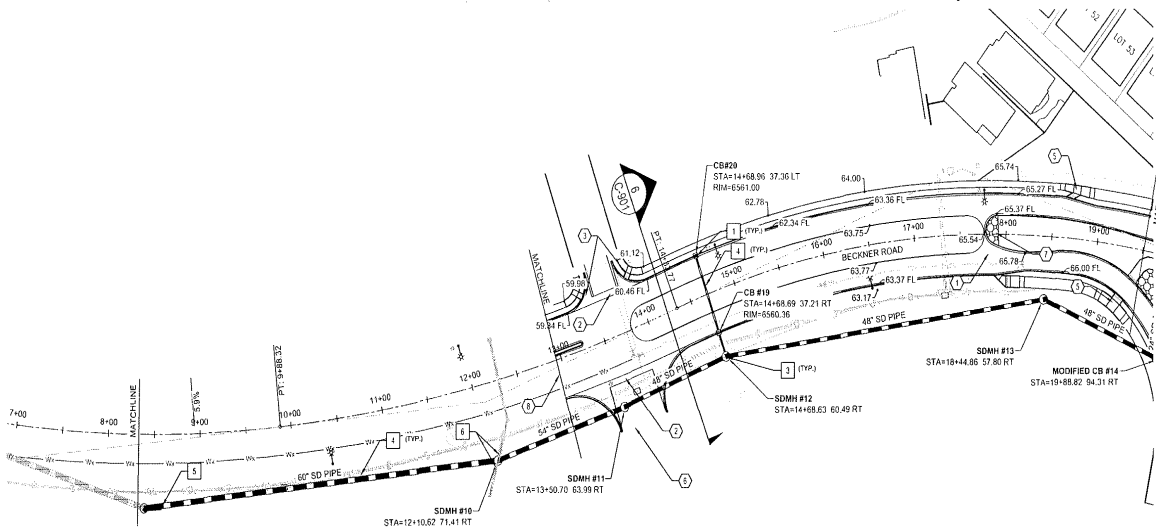 LOT 53
CB#20
STA=14+68.96 37.36 LT
RIM=6561.00
65.74
5
6
C-901
64.00
65.27 FL
62.78
63.36 FL
65.37 FL
3
1 (TYP.)
62.34 FL
63.75
17+00
18+00
19+00
61.12
4 (TYP.)
16+00
65.54
MATCHLINE
15+00
BECKNER ROAD
65.78
7
59.98
60.46 FL
63.77
1
66.00 FL
63.37 FL
5
CB #19
STA=14+68.69 37.21 RT
RIM=6560.36
63.17
2
14+00
59.84 FL
48" SD PIPE
48" SD PIPE
13+00
PT: 9+88.32
SDMH #13
STA=18+44.86 57.80 RT
3 (TYP.)
MODIFIED CB #14
STA=19+88.82 94.31 RT
12+00
48" SD PIPE
SDMH #12
STA=14+68.63 60.49 RT
MATCHLINE
5.9%
11+00
8
10+00
7+00
8+00
9+00
54" SD PIPE
2
4 (TYP.)
6
5
60" SD PIPE
6
SDMH #11
STA=13+50.70 63.99 RT
SDMH #10
STA=12+10.62 71.41 RT